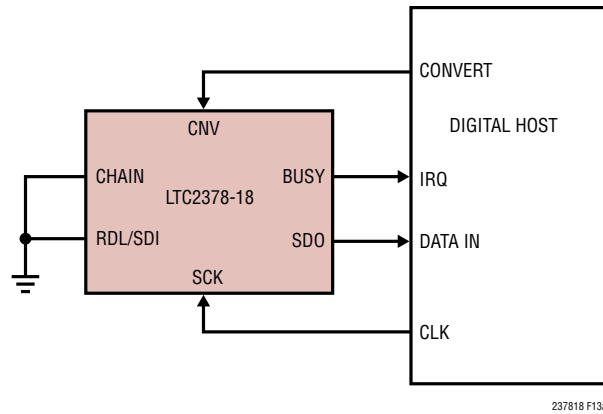 CONVERT
CNV
DIGITAL HOST
CHAIN
BUSY
IRQ
LTC2378-18
RDL/SDI
SDO
DATA IN
SCK
CLK